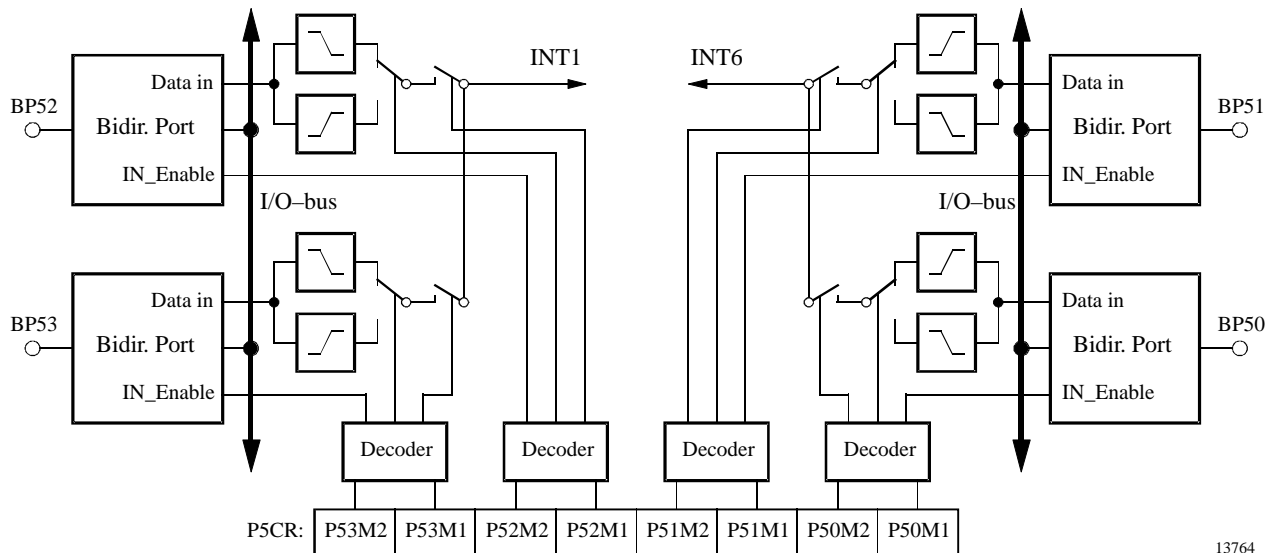 INT1 INT6
Data in Data in
BP52 BP51
Bidir. Port Bidir. Port
IN_Enable IN_Enable
I/O–bus I/O–bus
Data in Data in
BP53 BP50
Bidir. Port Bidir. Port
IN_Enable IN_Enable
Decoder Decoder Decoder Decoder
P5CR: P53M2 P53M1 P52M2 P52M1 P51M2 P51M1 P50M2 P50M1
13764